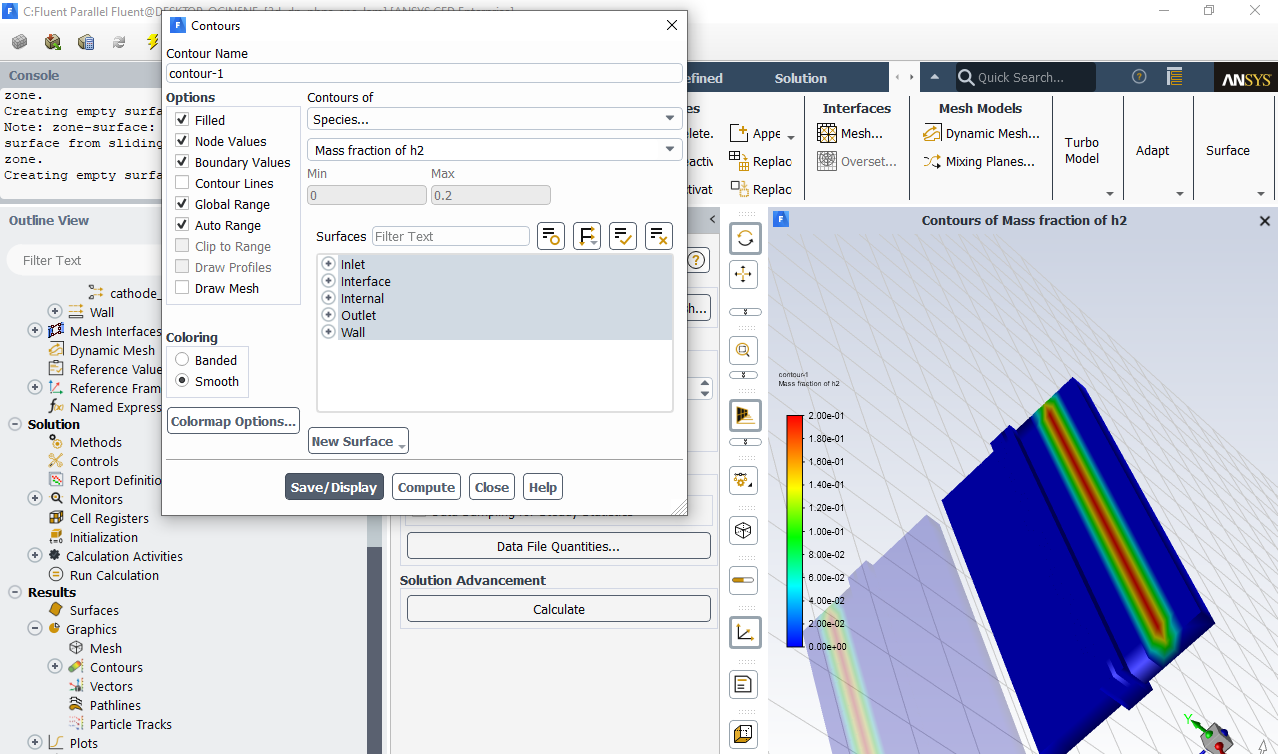 C:Fluent Parallel Fluent@DESKTOP
Contours
Console
zone.
Creating empty surfa
Note: zone-surface:
surface from sliding
zone.
Creating empty surfa
Outline View
Filter Text
cathode_
Wall
Mesh Interfaces
Dynamic Mesh
Reference Value
Reference Fram
Named Express
Solution
Methods
Controls
Report Definitio
Monitors
Cell Registers
Initialization
Calculation Activities
Run Calculation
Results
Surfaces
Graphics
Mesh
Contours
Vectors
Pathlines
Particle Tracks
Plots
Contour Name
contour-1
Options
Filled
Node Values
Boundary Values
Contour Lines
Global Range
Auto Range
Clip to Range
Draw Profiles
Draw Mesh
Coloring
Banded
Smooth
Colormap Options...
Contours of
Species...
Mass fraction of h2
Min
Max
0
0.2
Surfaces
Filter Text
Inlet
Interface
Internal
Outlet
Wall
New Surface
Save/Display
Compute
Close
Help
Data Sampling for Steady Statistics
Data File Quantities...
Solution Advancement
Calculate
efined
Solution
Quick Search...
ANSYS
es
lete.
activ
tivat
Appe
Replac
Replac
Interfaces
Mesh...
Overset...
Mesh Models
Dynamic Mesh...
Mixing Planes...
Turbo
Model
Adapt
Surface
h...
Contours of Mass fraction of h2
contour-1
Mass fraction of h2
2.00e-01
1.80e-01
1.60e-01
1.40e-01
1.20e-01
1.00e-01
8.00e-02
6.00e-02
4.00e-02
2.00e-02
0.00e+00
Y